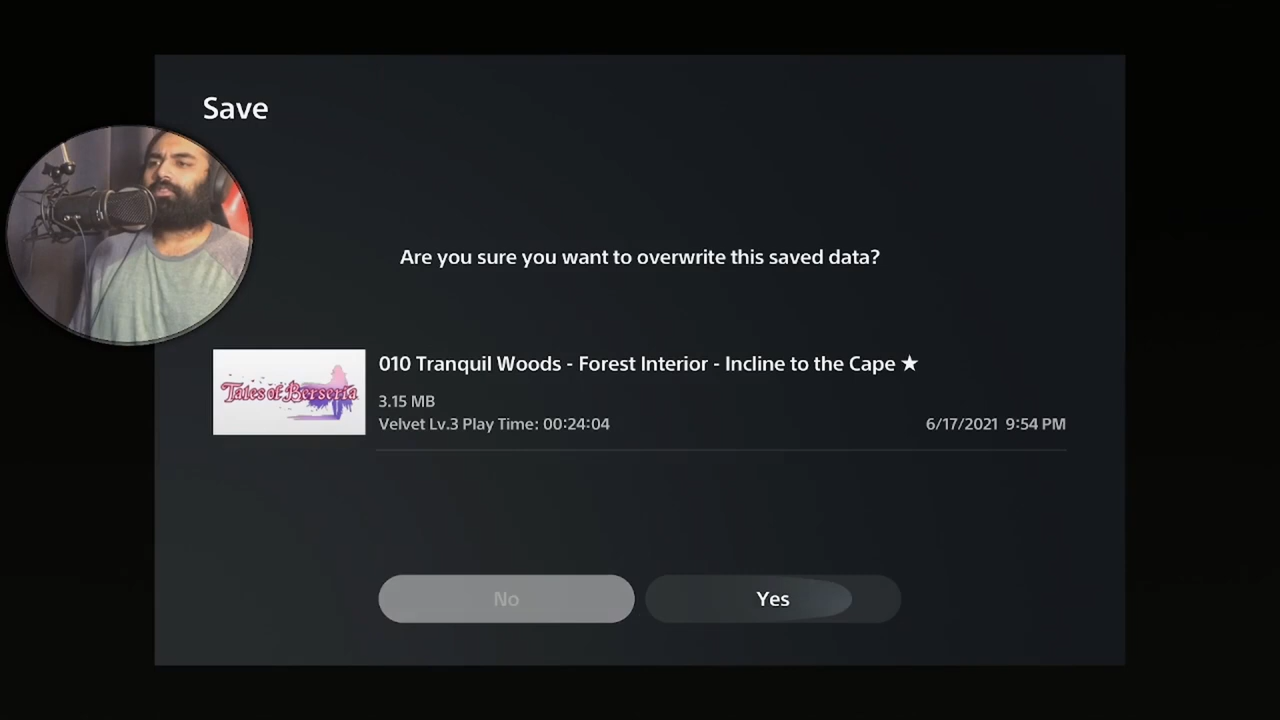 Save
Are you sure you want to overwrite this saved data?
Tales of Berseria
010 Tranquil Woods - Forest Interior - Incline to the Cape ★
3.15 MB
Velvet Lv.3 Play Time: 00:24:04 6/17/2021 9:54 PM
No Yes